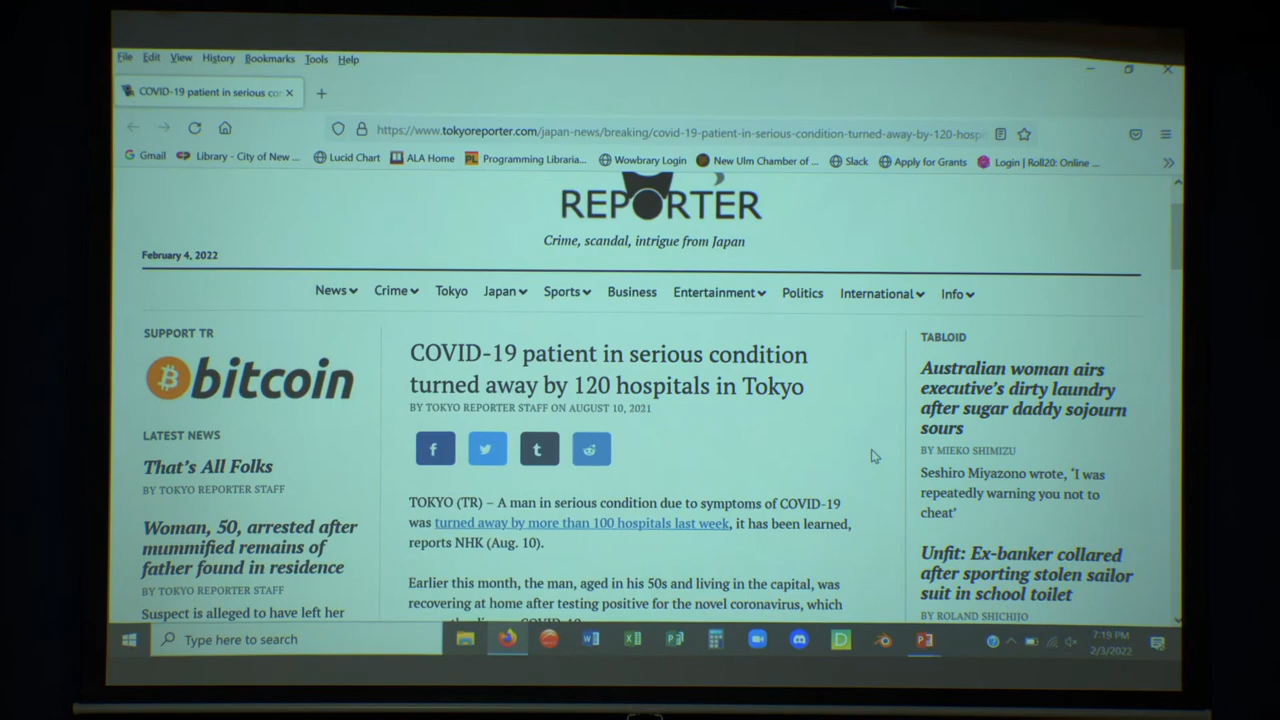 File Edit View History Bookmarks Tools Help
COVID-19 patient in serious co
https://www.tokyoreporter.com/japan-news/breaking/covid-19-patient-in-serious-condition-turned-away-by-120-hosp
Gmail Library - City of New ... Lucid Chart ALA Home Programming Libraria... Wowbrary Login New Ulm Chamber of ... Slack Apply for Grants Login | Roll20: Online ...
REPORTER
Crime, scandal, intrigue from Japan
February 4, 2022
News Crime Tokyo Japan Sports Business Entertainment Politics International Info
SUPPORT TR
bitcoin
LATEST NEWS
That's All Folks
BY TOKYO REPORTER STAFF
Woman, 50, arrested after
mummified remains of
father found in residence
BY TOKYO REPORTER STAFF
Suspect is alleged to have left her
COVID-19 patient in serious condition
turned away by 120 hospitals in Tokyo
BY TOKYO REPORTER STAFF ON AUGUST 10, 2021
TOKYO (TR) – A man in serious condition due to symptoms of COVID-19
was turned away by more than 100 hospitals last week, it has been learned,
reports NHK (Aug. 10).
Earlier this month, the man, aged in his 50s and living in the capital, was
recovering at home after testing positive for the novel coronavirus, which
TABLOID
Australian woman airs
executive's dirty laundry
after sugar daddy sojourn
sours
BY MIEKO SHIMIZU
Seshiro Miyazono wrote, 'I was
repeatedly warning you not to
cheat'
Unfit: Ex-banker collared
after sporting stolen sailor
suit in school toilet
BY ROLAND SHICHIJO
Type here to search
7:19 PM
2/3/2022